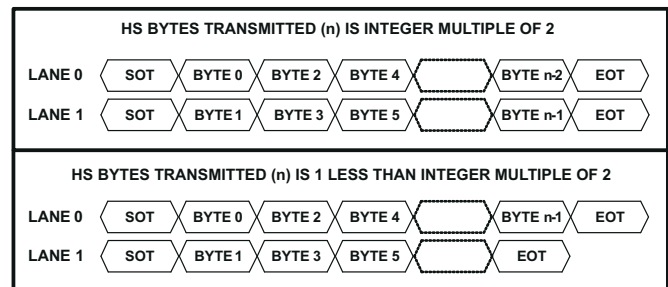 HS BYTES TRANSMITTED (n) IS INTEGER MULTIPLE OF 2
LANE 0 SOT BYTE 0 BYTE 2 BYTE 4 BYTE n-2 EOT
LANE 1 SOT BYTE 1 BYTE 3 BYTE 5 BYTE n-1 EOT
HS BYTES TRANSMITTED (n) IS 1 LESS THAN INTEGER MULTIPLE OF 2
LANE 0 SOT BYTE 0 BYTE 2 BYTE 4 BYTE n-1 EOT
LANE 1 SOT BYTE 1 BYTE 3 BYTE 5 EOT